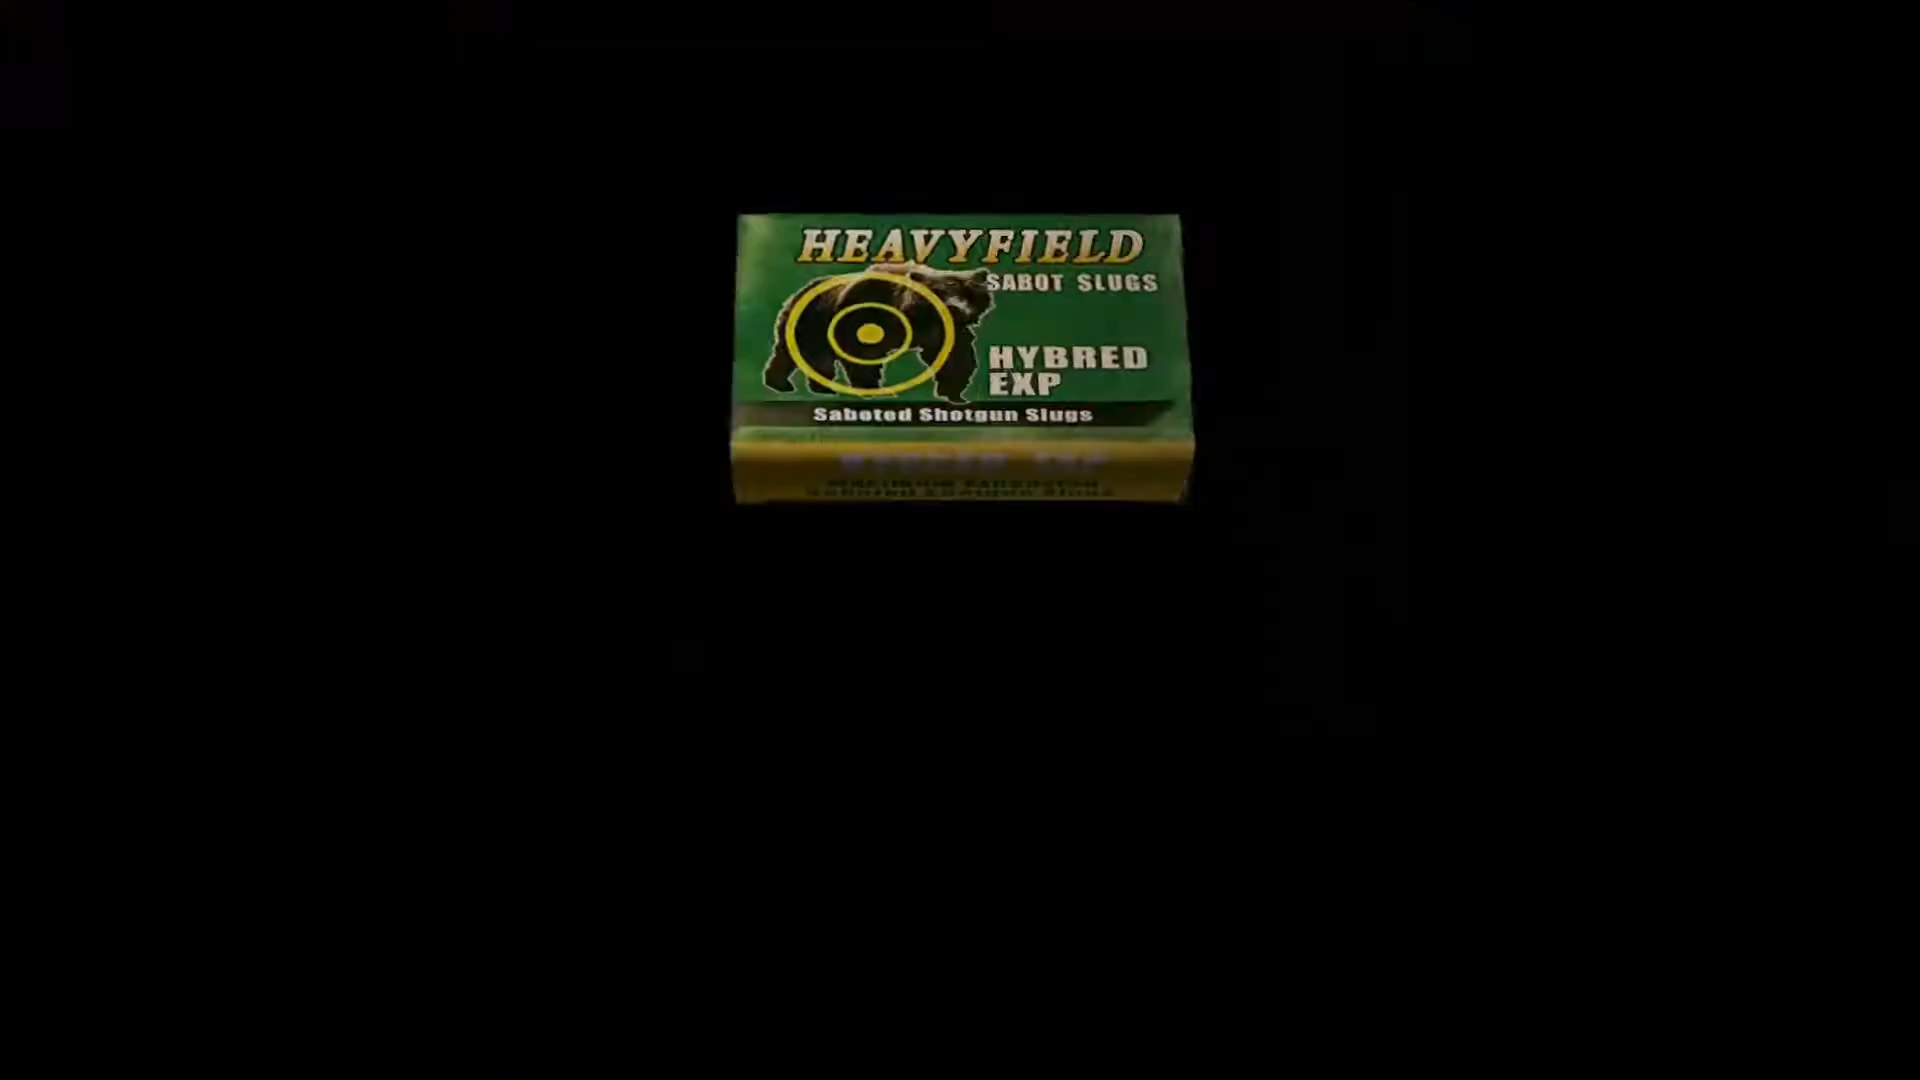 HEAVYFIELD
SABOT SLUGS
HYBRED
EXP
Saboted Shotgun Slugs